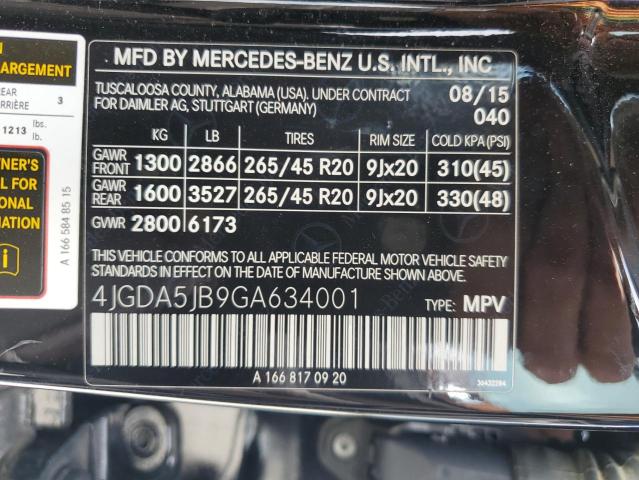 N
ARGEMENT
REAR
ARRIÈRE 3
1213 lbs.
lb.
NER'S
L FOR
ONAL
MATION
i
A 166 584 85 15
MFD BY MERCEDES-BENZ U.S. INTL., INC
TUSCALOOSA COUNTY, ALABAMA (USA), UNDER CONTRACT
FOR DAIMLER AG, STUTTGART (GERMANY)
08/15
040
KG LB TIRES RIM SIZE COLD KPA (PSI)
GAWR FRONT 1300 2866 265/45 R20 9Jx20 310(45)
GAWR REAR 1600 3527 265/45 R20 9Jx20 330(48)
GVWR 2800 6173
THIS VEHICLE CONFORMS TO ALL APPLICABLE FEDERAL MOTOR VEHICLE SAFETY
STANDARDS IN EFFECT ON THE DATE OF MANUFACTURE SHOWN ABOVE.
4JGDA5JB9GA634001 TYPE: MPV
A 166 817 09 20
36432284